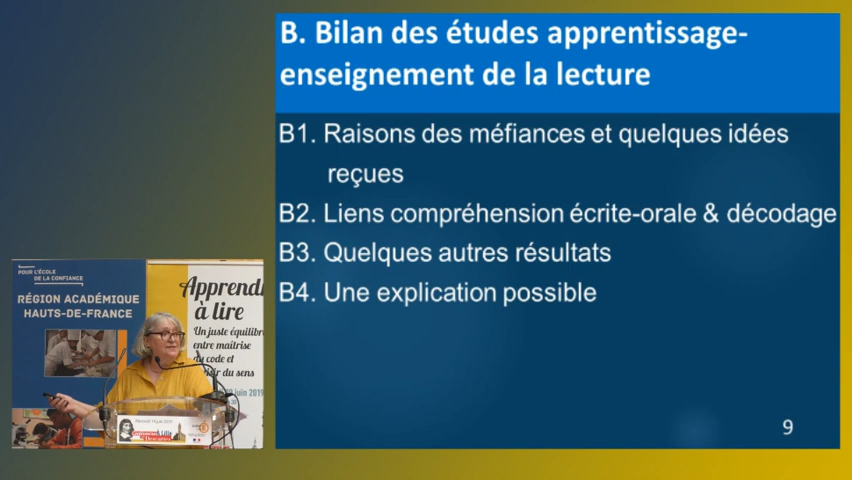 B. Bilan des études apprentissage-
enseignement de la lecture
B1. Raisons des méfiances et quelques idées
reçues
B2. Liens compréhension écrite-orale & décodage
B3. Quelques autres résultats
B4. Une explication possible
9
POUR L'ÉCOLE
DE LA CONFIANCE
RÉGION ACADÉMIQUE
HAUTS-DE-FRANCE
Apprend
à lire
Un juste équilibr
entre maîtrise
du code et
du sens
juin 2019